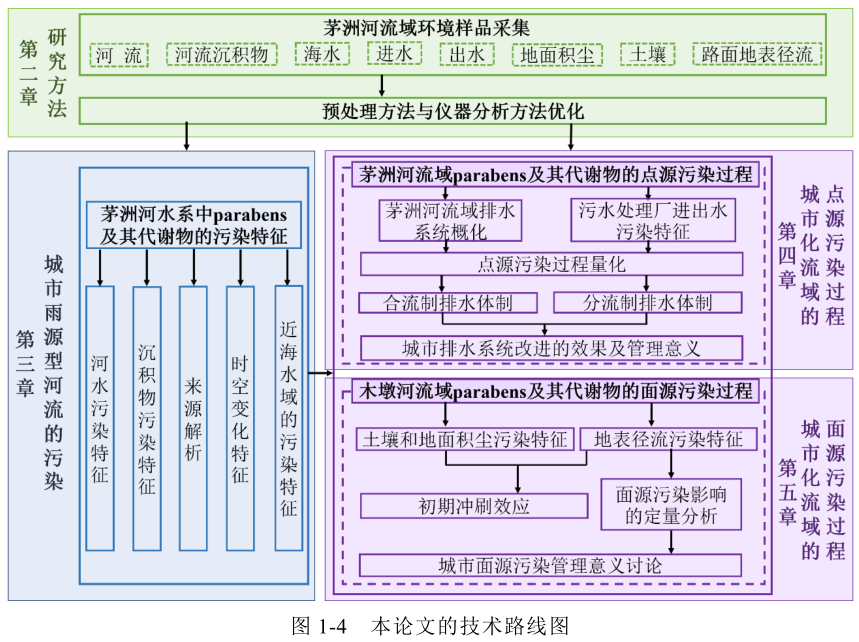 第二章
研究方法
茅洲河流域环境样品采集
河 流
河流沉积物
海水
进水
出水
地面积尘
土壤
路面地表径流
预处理方法与仪器分析方法优化
第三章
城市雨源型河流的污染
茅洲河水系中parabens
及其代谢物的污染特征
河水污染特征
沉积物污染特征
来源解析
时空变化特征
近海水域的污染特征
茅洲河流域parabens及其代谢物的点源污染过程
茅洲河流域排水
系统概化
污水处理厂进出水
污染特征
点源污染过程量化
合流制排水体制
分流制排水体制
城市排水系统改进的效果及管理意义
第四章
城市化流域的
点源污染过程
木墩河流域parabens及其代谢物的面源污染过程
土壤和地面积尘污染特征
地表径流污染特征
初期冲刷效应
面源污染影响
的定量分析
城市面源污染管理意义讨论
第五章
城市化流域的
面源污染过程
图 1-4 本论文的技术路线图